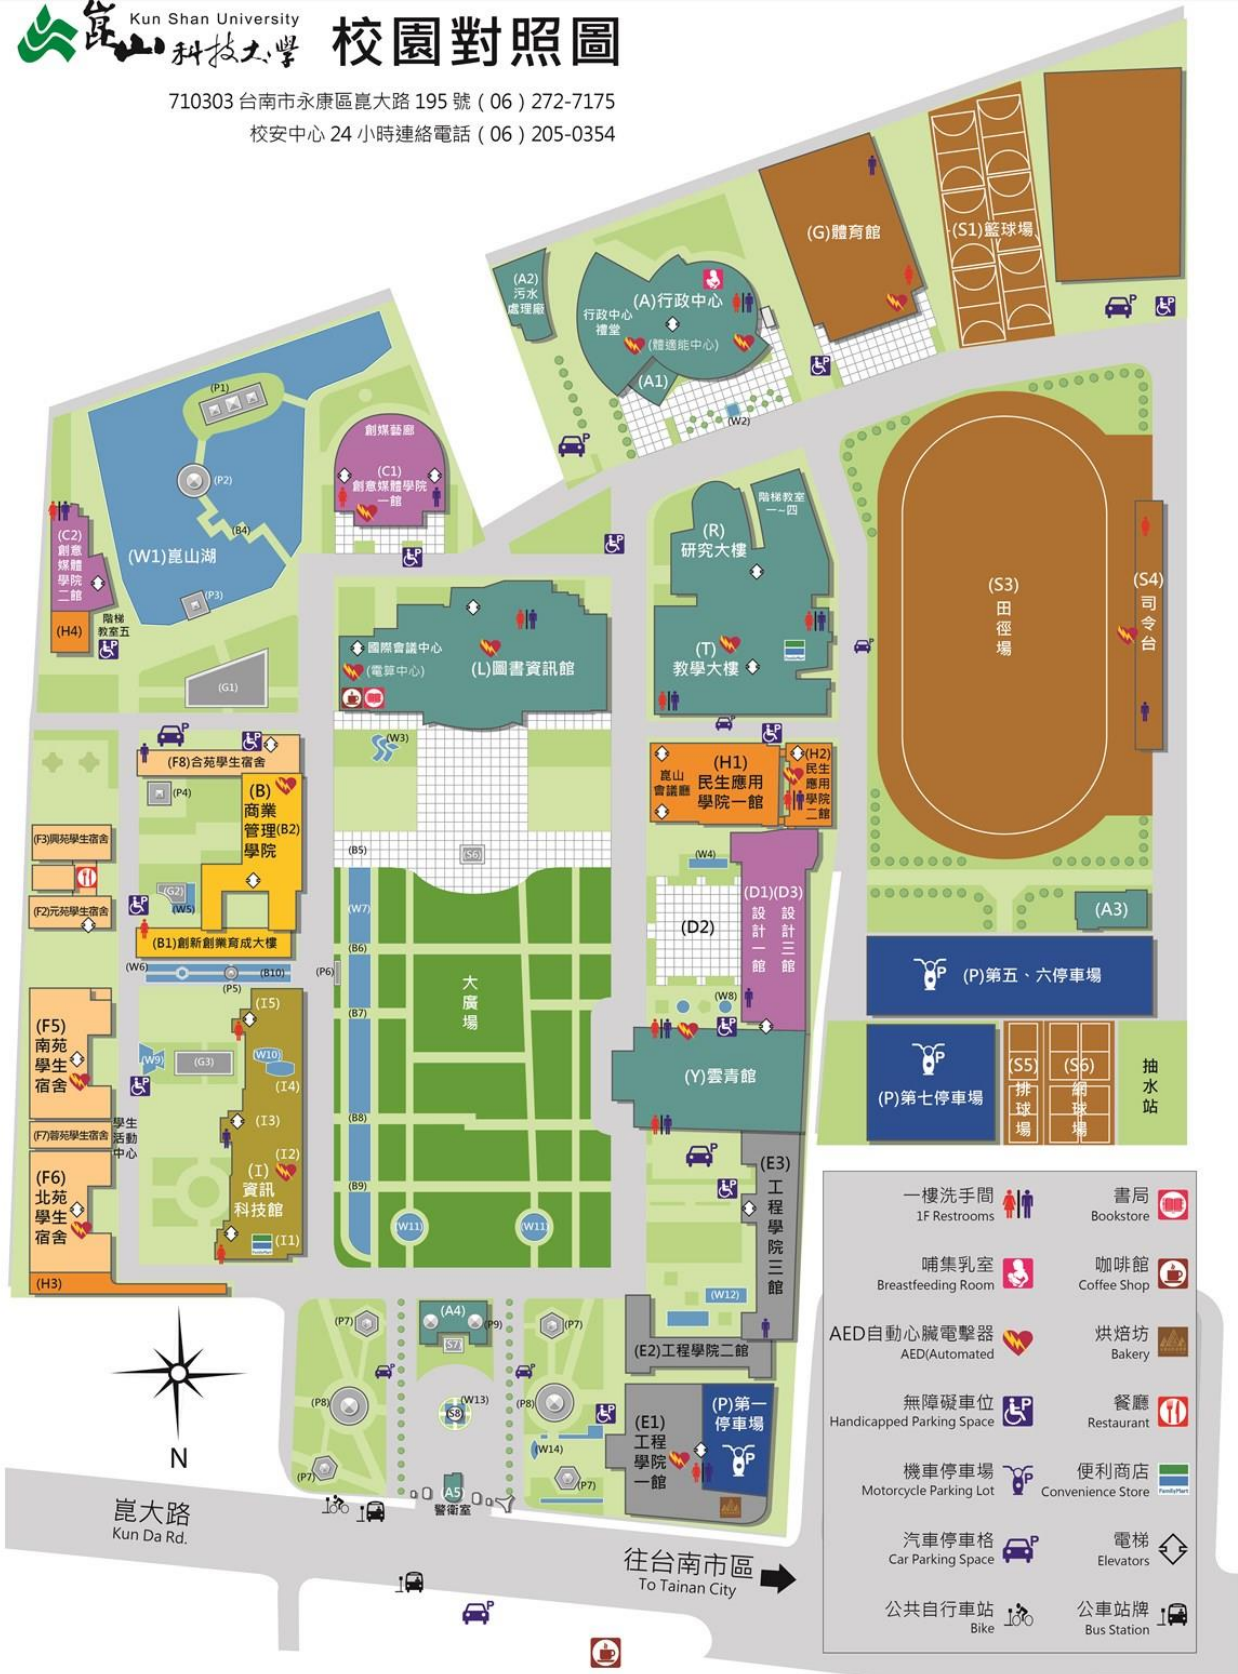 Kun Shan University
崑山科技大學
校園對照圖
710303 台南市永康區崑大路 195 號 ( 06 ) 272-7175
校安中心 24 小時連絡電話 ( 06 ) 205-0354
(G)體育館
(S1)籃球場
(A2)
污水
處理廠
行政中心
禮堂
(A)行政中心
(體適能中心)
(A1)
(W2)
(P1)
(P2)
(B4)
(W1)崑山湖
(P3)
創媒藝廊
(C1)
創意媒體學院
一館
(C2)
創意
媒體
學院
二館
(H4)
階梯
教室五
(G1)
(R)
研究大樓
階梯教室
一~四
(T)
教學大樓
(S3)
田徑場
(S4)
司令台
國際會議中心
(電算中心)
(L)圖書資訊館
(W3)
(F8)合苑學生宿舍
(P4)
(B)
商業
管理(B2)
學院
(F3)興苑學生宿舍
(F2)元苑學生宿舍
(G2)
(W5)
(B1)創新創業育成大樓
(W6)
(B10)
(P5)
(P6)
(B5)
(S6)
(W7)
(B6)
(B7)
(B8)
(B9)
大廣場
(W11)
(W11)
崑山
會議廳
(H1)
民生應用
學院一館
(H2)
民生
應用
學院
二館
(W4)
(D2)
(D1)(D3)
設計一館
設計三館
(W8)
(Y)雲青館
(A3)
(P)第五、六停車場
(P)第七停車場
(S5)
排球場
(S6)
網球場
抽水站
(F5)
南苑
學生
宿舍
(F7)蓉苑學生宿舍
學生
活動
中心
(F6)
北苑
學生
宿舍
(H3)
(W9)
(G3)
(I5)
(W10)
(I4)
(I3)
(I2)
(I)
資訊
科技館
(I1)
(E3)
工程學院三館
(W12)
(E2)工程學院二館
(E1)
工程
學院
一館
(P)第一
停車場
(P7)
(A4)
(P9)
(S7)
(P7)
(P8)
(W13)
(S8)
(P8)
(W14)
(P7)
(P7)
(A5)
警衛室
N
崑大路
Kun Da Rd.
往台南市區
To Tainan City
一樓洗手間
1F Restrooms
書局
Bookstore
哺集乳室
Breastfeeding Room
咖啡館
Coffee Shop
AED自動心臟電擊器
AED(Automated
烘焙坊
Bakery
無障礙車位
Handicapped Parking Space
餐廳
Restaurant
機車停車場
Motorcycle Parking Lot
便利商店
Convenience Store
FamilyMart
汽車停車格
Car Parking Space
電梯
Elevators
公共自行車站
Bike
公車站牌
Bus Station